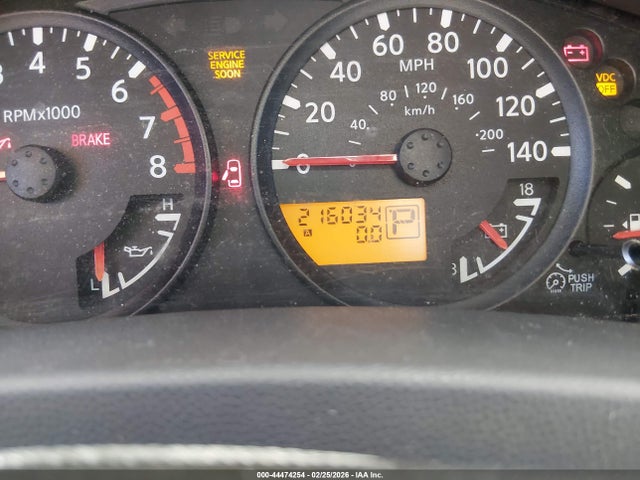 3 4 5 6 7 8
RPMx1000
BRAKE
H
L
SERVICE
ENGINE
SOON
0 20 40 60 80 100 120 140
MPH
km/h
40 80 120 160 200
216034 P
A 0.0
18
8
VDC
OFF
PUSH
TRIP
000-44474254 | 02/25/2026 | IAA Inc.